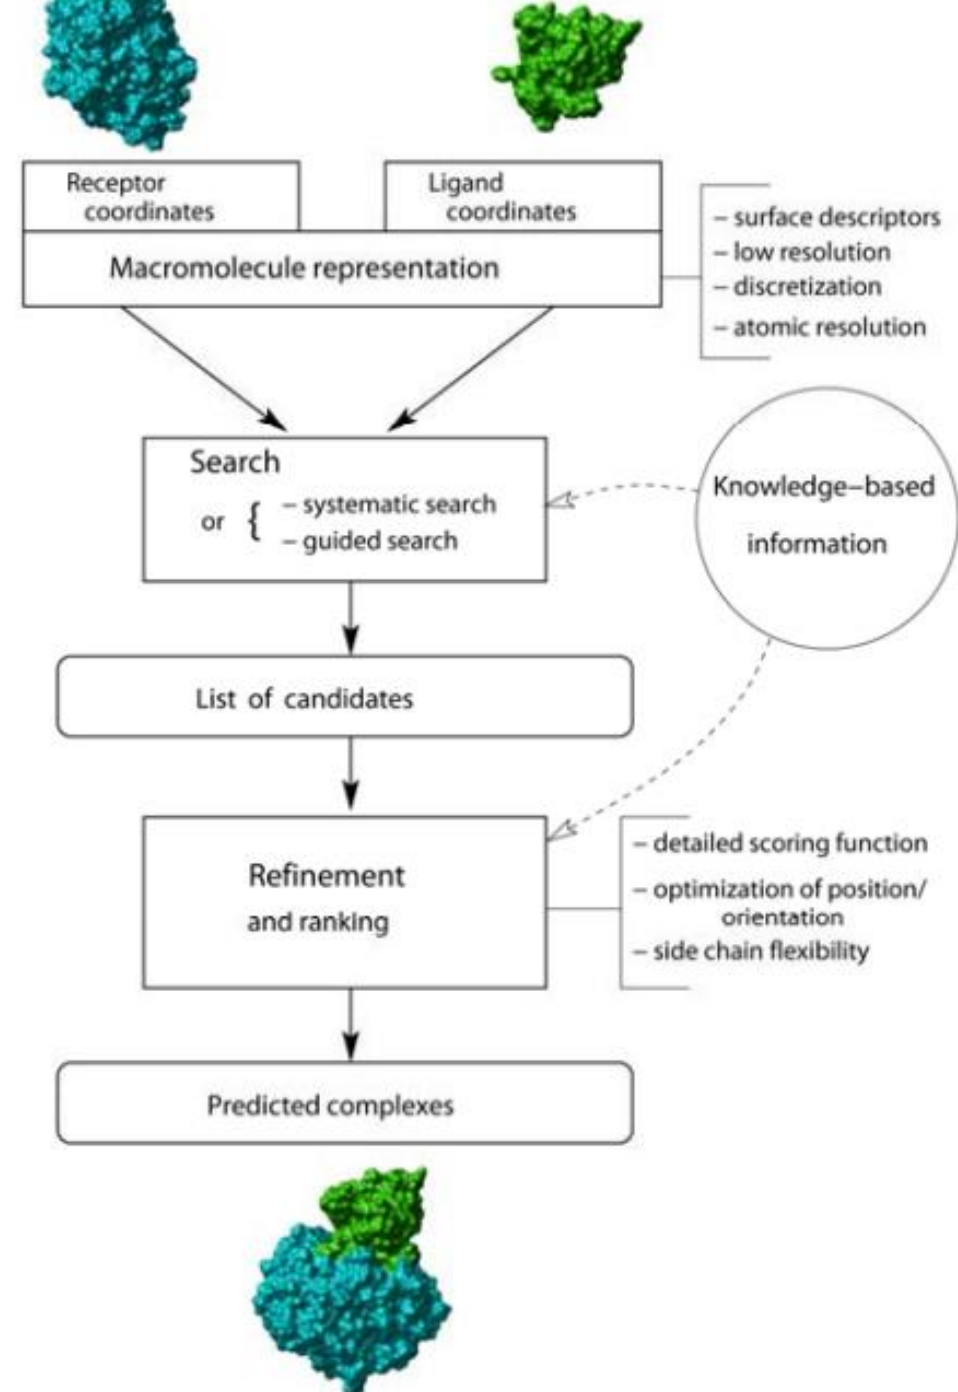 Receptor
coordinates
Ligand
coordinates
Macromolecule representation
– surface descriptors
– low resolution
– discretization
– atomic resolution
Search
or { – systematic search
– guided search
Knowledge–based
information
List of candidates
Refinement
and ranking
– detailed scoring function
– optimization of position/
orientation
– side chain flexibility
Predicted complexes